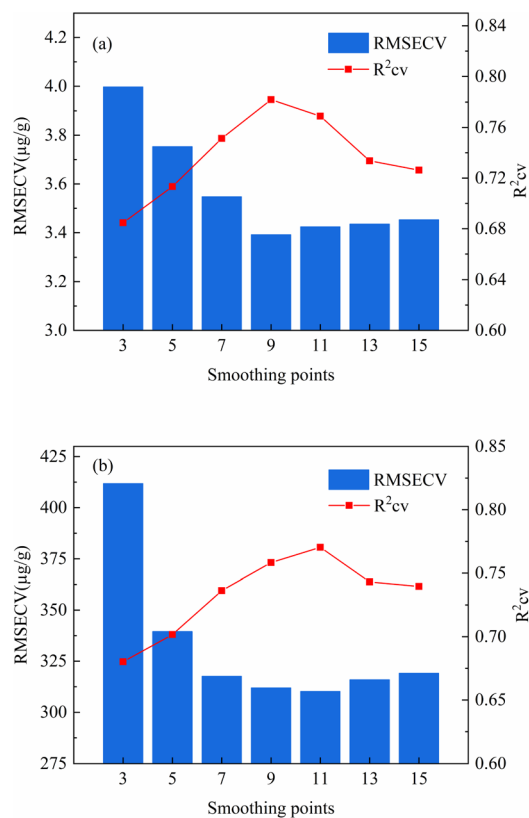 (a)
RMSECV
R²cv
4.2
4.0
3.8
3.6
3.4
3.2
3.0
RMSECV(μg/g)
0.84
0.80
0.76
0.72
0.68
0.64
0.60
R²cv
3 5 7 9 11 13 15
Smoothing points
(b)
RMSECV
R²cv
425
400
375
350
325
300
275
RMSECV(μg/g)
0.85
0.80
0.75
0.70
0.65
0.60
R²cv
3 5 7 9 11 13 15
Smoothing points